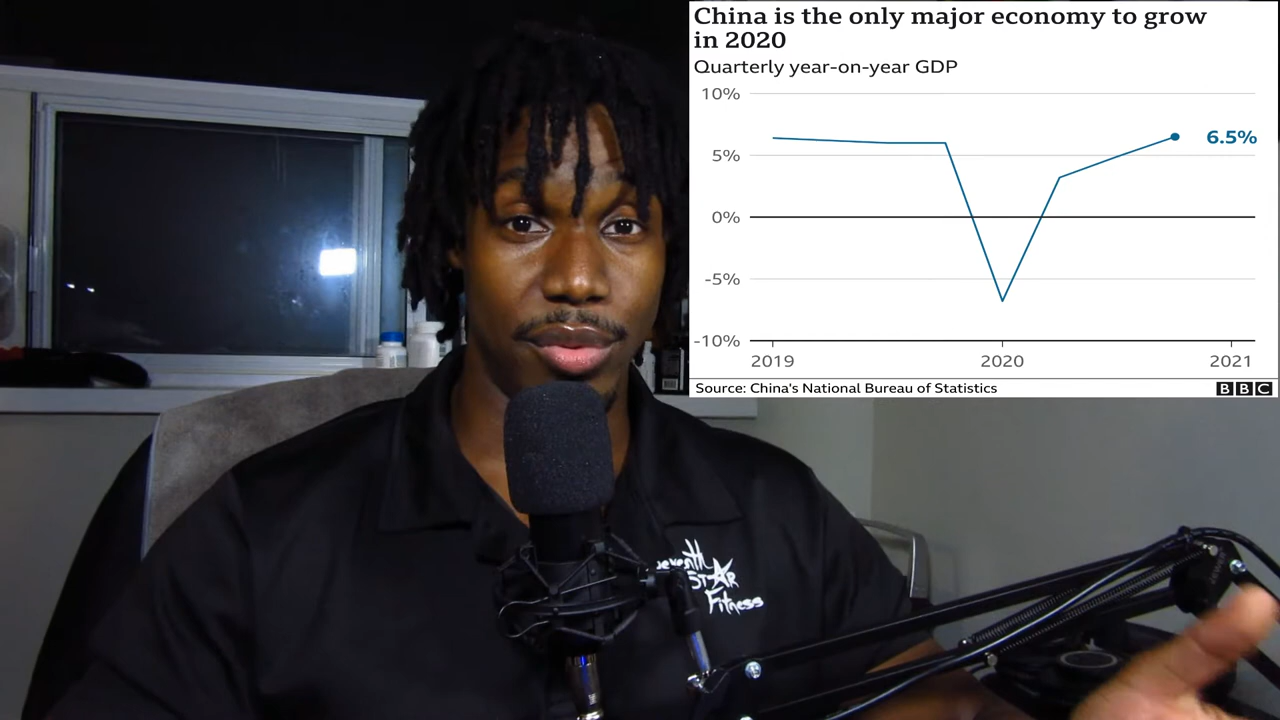 China is the only major economy to grow
in 2020
Quarterly year-on-year GDP
10%
6.5%
5%
0%
-5%
-10%
2019 2020 2021
Source: China's National Bureau of Statistics
BBC
STAR
Fitness